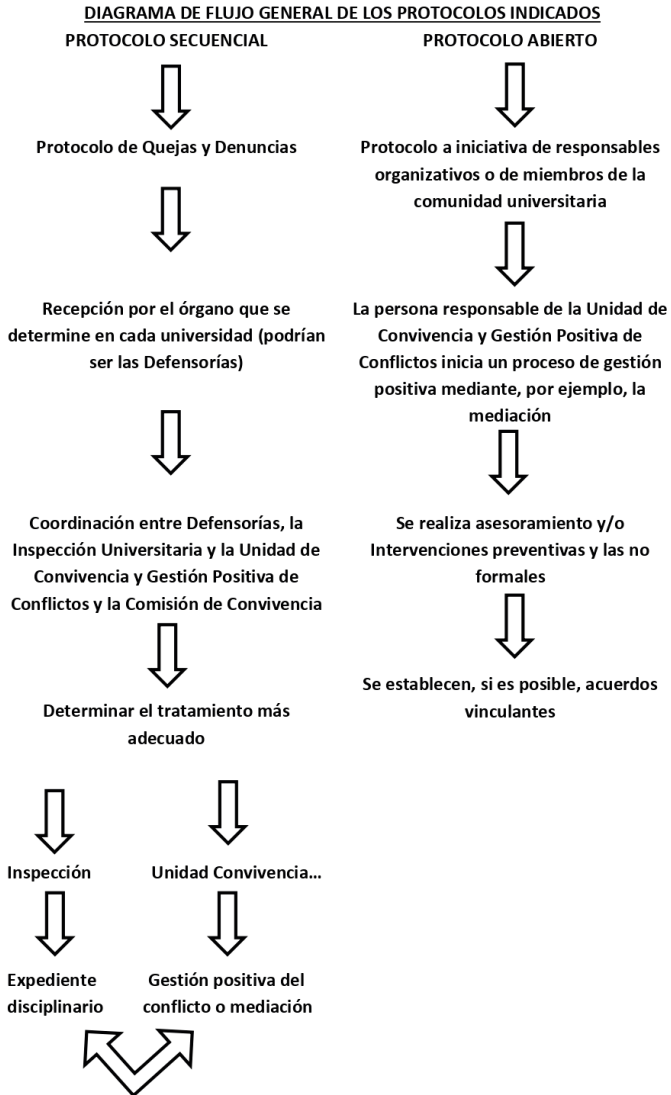 DIAGRAMA DE FLUJO GENERAL DE LOS PROTOCOLOS INDICADOS
PROTOCOLO SECUENCIAL
Protocolo de Quejas y Denuncias
Recepción por el órgano que se
determine en cada universidad (podrían
ser las Defensorías)
Coordinación entre Defensorías, la
Inspección Universitaria y la Unidad de
Convivencia y Gestión Positiva de
Conflictos y la Comisión de Convivencia
Determinar el tratamiento más
adecuado
Inspección
Expediente
disciplinario
Unidad Convivencia...
Gestión positiva del
conflicto o mediación
PROTOCOLO ABIERTO
Protocolo a iniciativa de responsables
organizativos o de miembros de la
comunidad universitaria
La persona responsable de la Unidad de
Convivencia y Gestión Positiva de
Conflictos inicia un proceso de gestión
positiva mediante, por ejemplo, la
mediación
Se realiza asesoramiento y/o
Intervenciones preventivas y las no
formales
Se establecen, si es posible, acuerdos
vinculantes